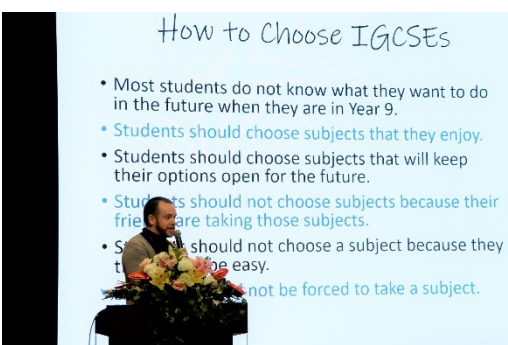 How to Choose IGCSEs
• Most students do not know what they want to do
in the future when they are in Year 9.
• Students should choose subjects that they enjoy.
• Students should choose subjects that will keep
their options open for the future.
• should not choose subjects because their
are taking those subjects.
• should not choose a subject because they
be easy.
not be forced to take a subject.